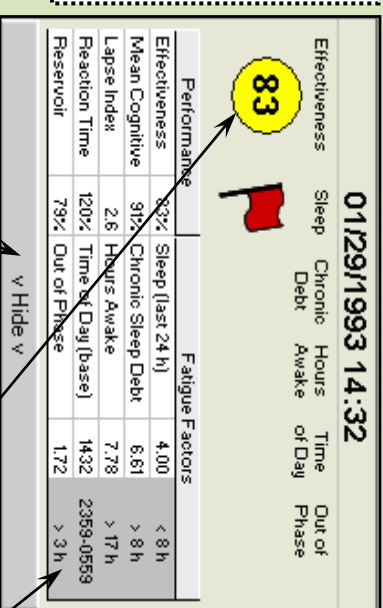 01/29/1993 14:32
Effectiveness Sleep Chronic Debt Hours Awake Time of Day Out of Phase
83
Performance Fatigue Factors
Effectiveness 83% Sleep (last 24 h) 4.00 < 8 h
Mean Cognitive 91% Chronic Sleep Debt 6.61 > 8 h
Lapse Index 2.6 Hours Awake 7.78 > 17 h
Reaction Time 120% Time of Day (base) 1432 2359-0559
Reservoir 79% Out of Phase 1.72 > 3 h
v Hide v